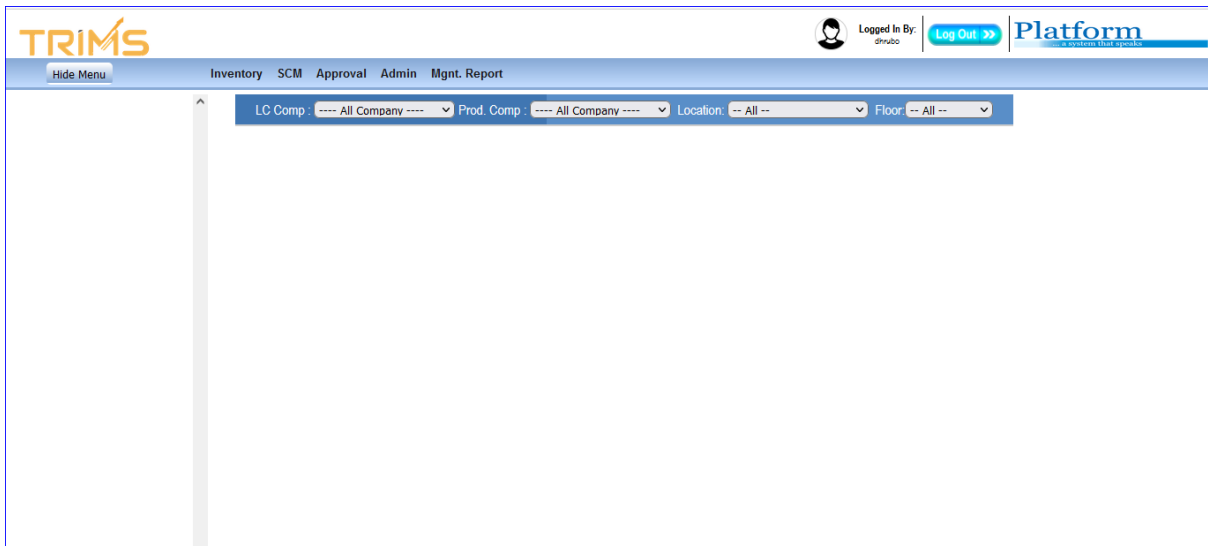 TRIMS
Logged In By:
dhrubo
Log Out >>
Platform
... a system that speaks
Hide Menu
Inventory SCM Approval Admin Mgnt. Report
LC Comp : ---- All Company ---- Prod. Comp : ---- All Company ---- Location: -- All -- Floor: -- All --